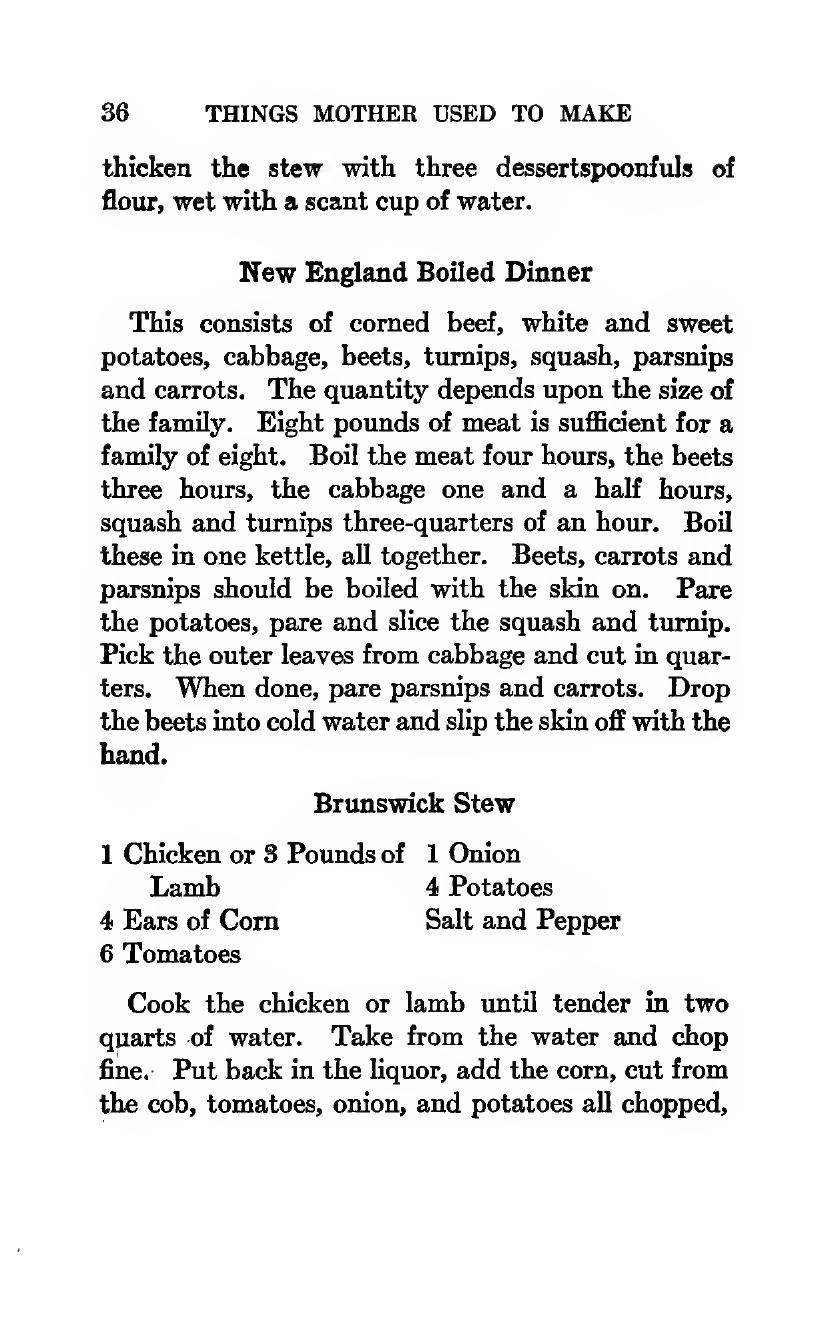 36 THINGS MOTHER USED TO MAKE
thicken the stew with three dessertspoonfuls of
flour, wet with a scant cup of water.
New England Boiled Dinner
This consists of corned beef, white and sweet
potatoes, cabbage, beets, turnips, squash, parsnips
and carrots. The quantity depends upon the size of
the family. Eight pounds of meat is sufficient for a
family of eight. Boil the meat four hours, the beets
three hours, the cabbage one and a half hours,
squash and turnips three-quarters of an hour. Boil
these in one kettle, all together. Beets, carrots and
parsnips should be boiled with the skin on. Pare
the potatoes, pare and slice the squash and turnip.
Pick the outer leaves from cabbage and cut in quar-
ters. When done, pare parsnips and carrots. Drop
the beets into cold water and slip the skin off with the
hand.
Brunswick Stew
1 Chicken or 3 Pounds of
Lamb
4 Ears of Corn
6 Tomatoes
1 Onion
4 Potatoes
Salt and Pepper
Cook the chicken or lamb until tender in two
quarts of water. Take from the water and chop
fine. Put back in the liquor, add the corn, cut from
the cob, tomatoes, onion, and potatoes all chopped,